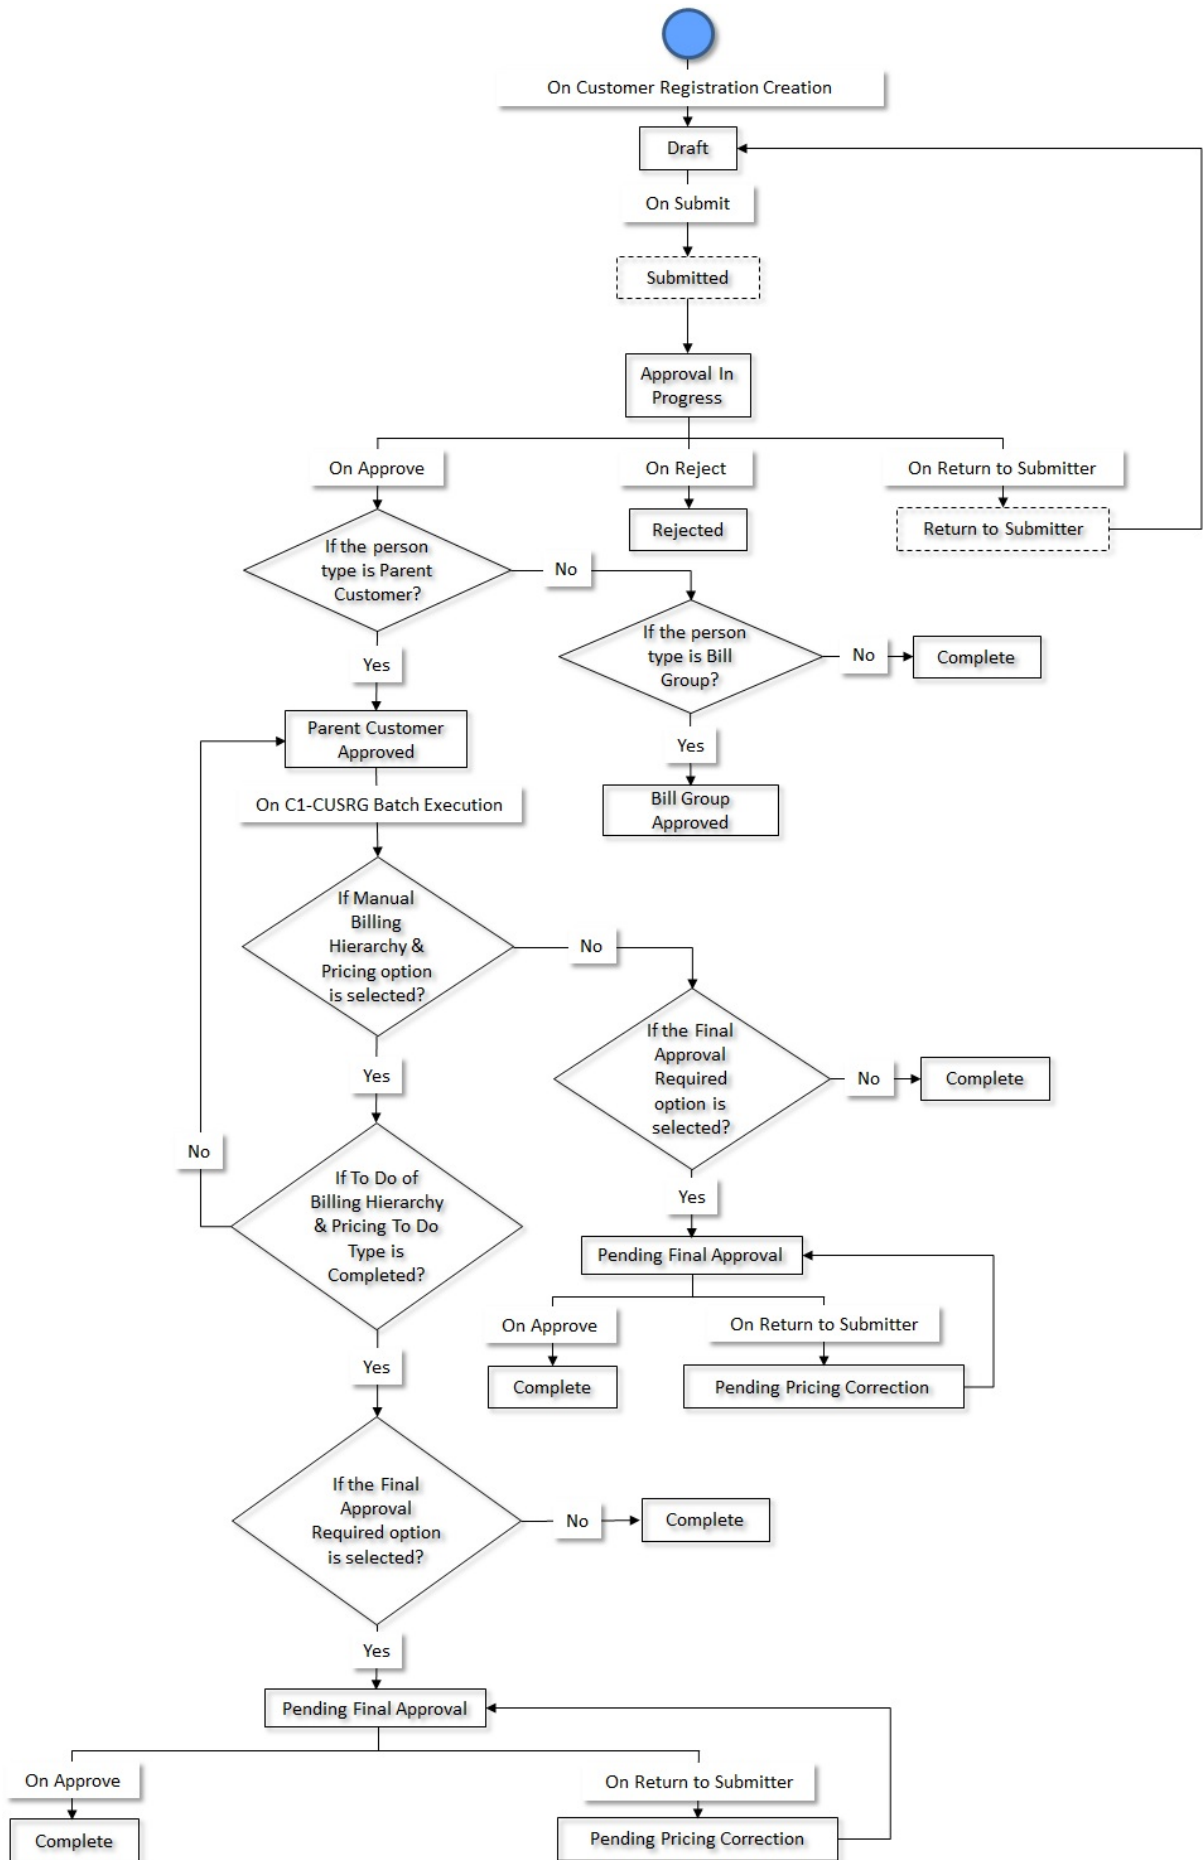 On Customer Registration Creation
Draft
On Submit
Submitted
Approval In
Progress
On Approve
On Reject
On Return to Submitter
Rejected
Return to Submitter
If the person
type is Parent
Customer?
No
If the person
type is Bill
Group?
No
Complete
Yes
Parent Customer
Approved
Yes
Bill Group
Approved
On C1-CUSRG Batch Execution
If Manual
Billing
Hierarchy &
Pricing option
is selected?
No
If the Final
Approval
Required
option is
selected?
No
Complete
Yes
No
If To Do of
Billing Hierarchy
& Pricing To Do
Type is
Completed?
Yes
Pending Final Approval
On Approve
On Return to Submitter
Complete
Pending Pricing Correction
Yes
If the Final
Approval
Required option
is selected?
No
Complete
Yes
Pending Final Approval
On Approve
On Return to Submitter
Complete
Pending Pricing Correction